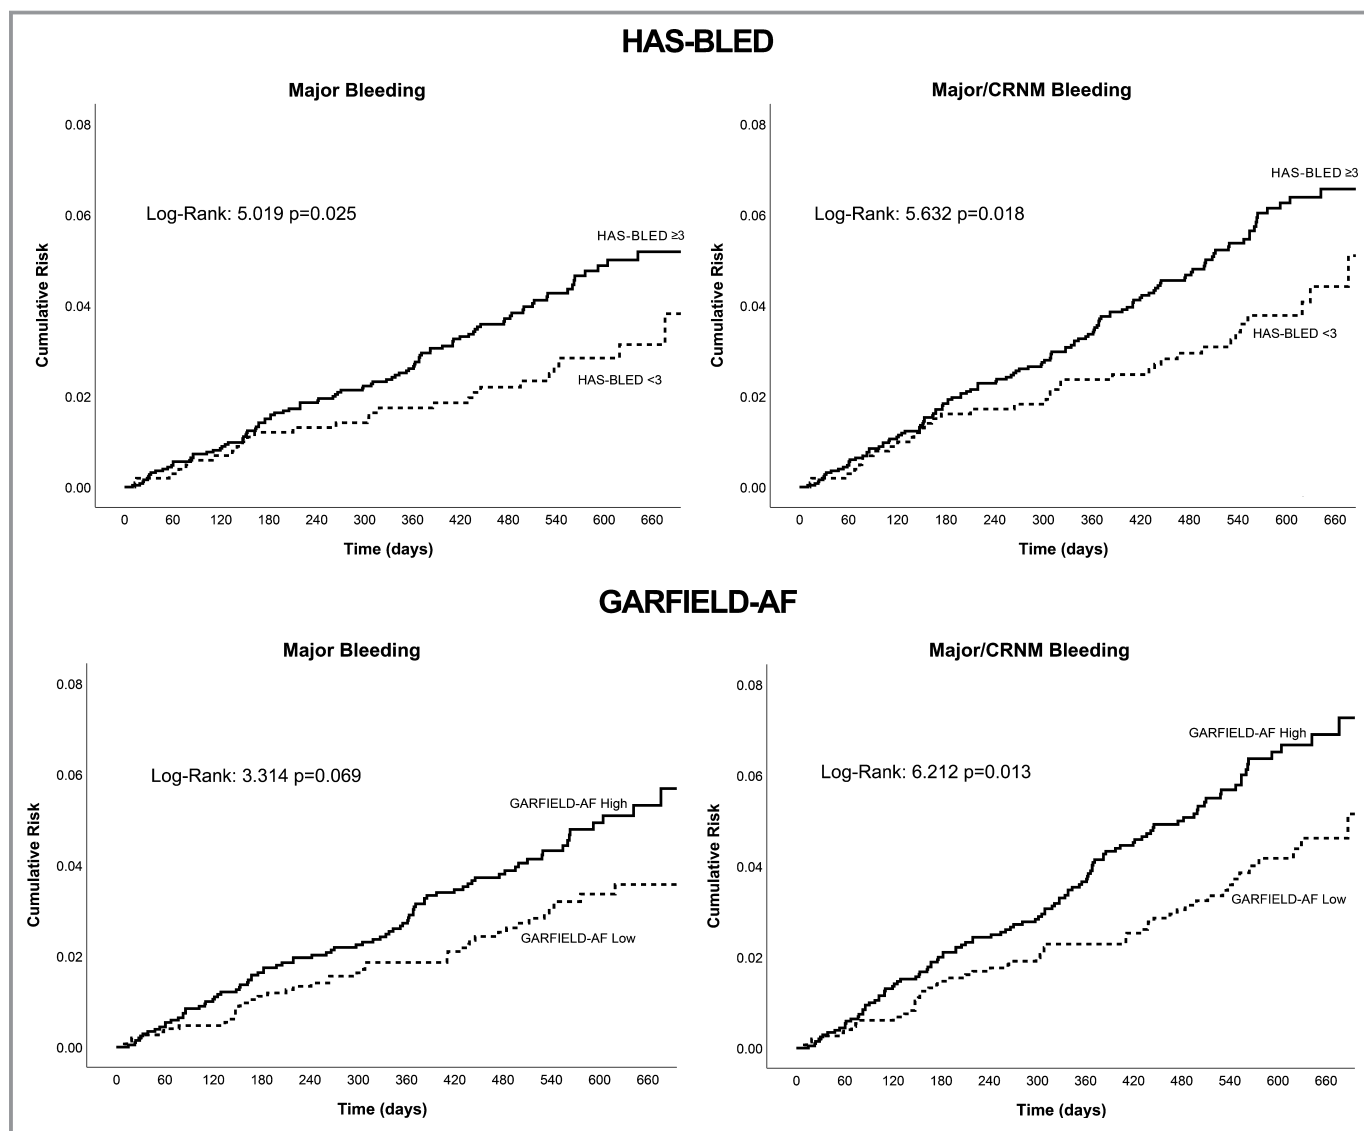 HAS-BLED
Major Bleeding
0.08
0.06
0.04
0.02
0.00
Cumulative Risk
Log-Rank: 5.019 p=0.025
HAS-BLED ≥3
HAS-BLED <3
0 60 120 180 240 300 360 420 480 540 600 660
Time (days)
Major/CRNM Bleeding
0.08
0.06
0.04
0.02
0.00
Cumulative Risk
Log-Rank: 5.632 p=0.018
HAS-BLED ≥3
HAS-BLED <3
0 60 120 180 240 300 360 420 480 540 600 660
Time (days)
GARFIELD-AF
Major Bleeding
0.08
0.06
0.04
0.02
0.00
Cumulative Risk
Log-Rank: 3.314 p=0.069
GARFIELD-AF High
GARFIELD-AF Low
0 60 120 180 240 300 360 420 480 540 600 660
Time (days)
Major/CRNM Bleeding
0.08
0.06
0.04
0.02
0.00
Cumulative Risk
Log-Rank: 6.212 p=0.013
GARFIELD-AF High
GARFIELD-AF Low
0 60 120 180 240 300 360 420 480 540 600 660
Time (days)